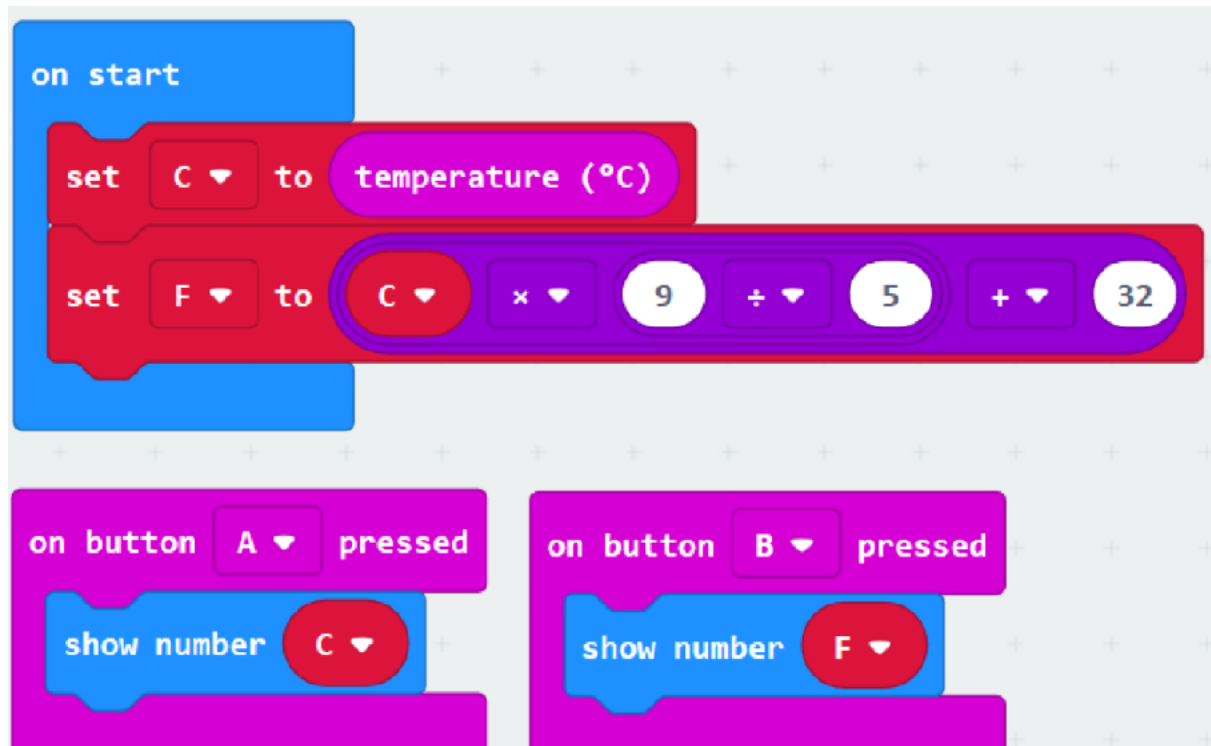 on start
set C to temperature (°C)
set F to C × 9 ÷ 5 + 32
on button A pressed
show number C
on button B pressed
show number F